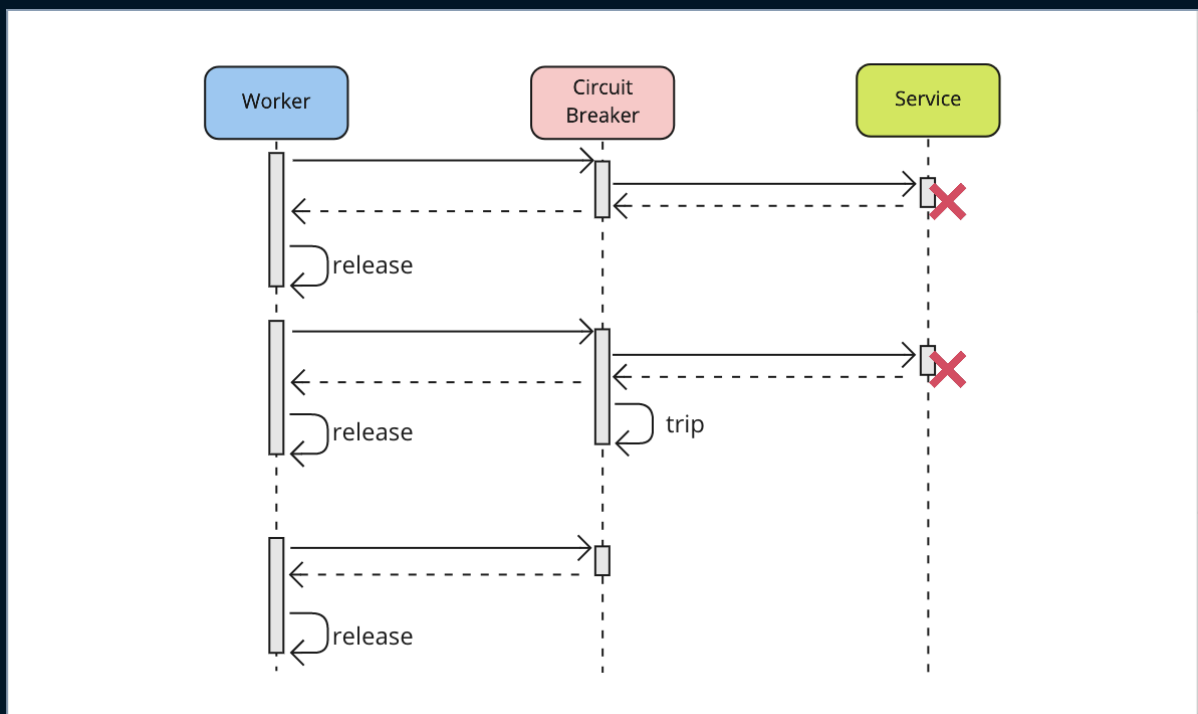 Worker
Circuit
Breaker
Service
release
release
trip
release